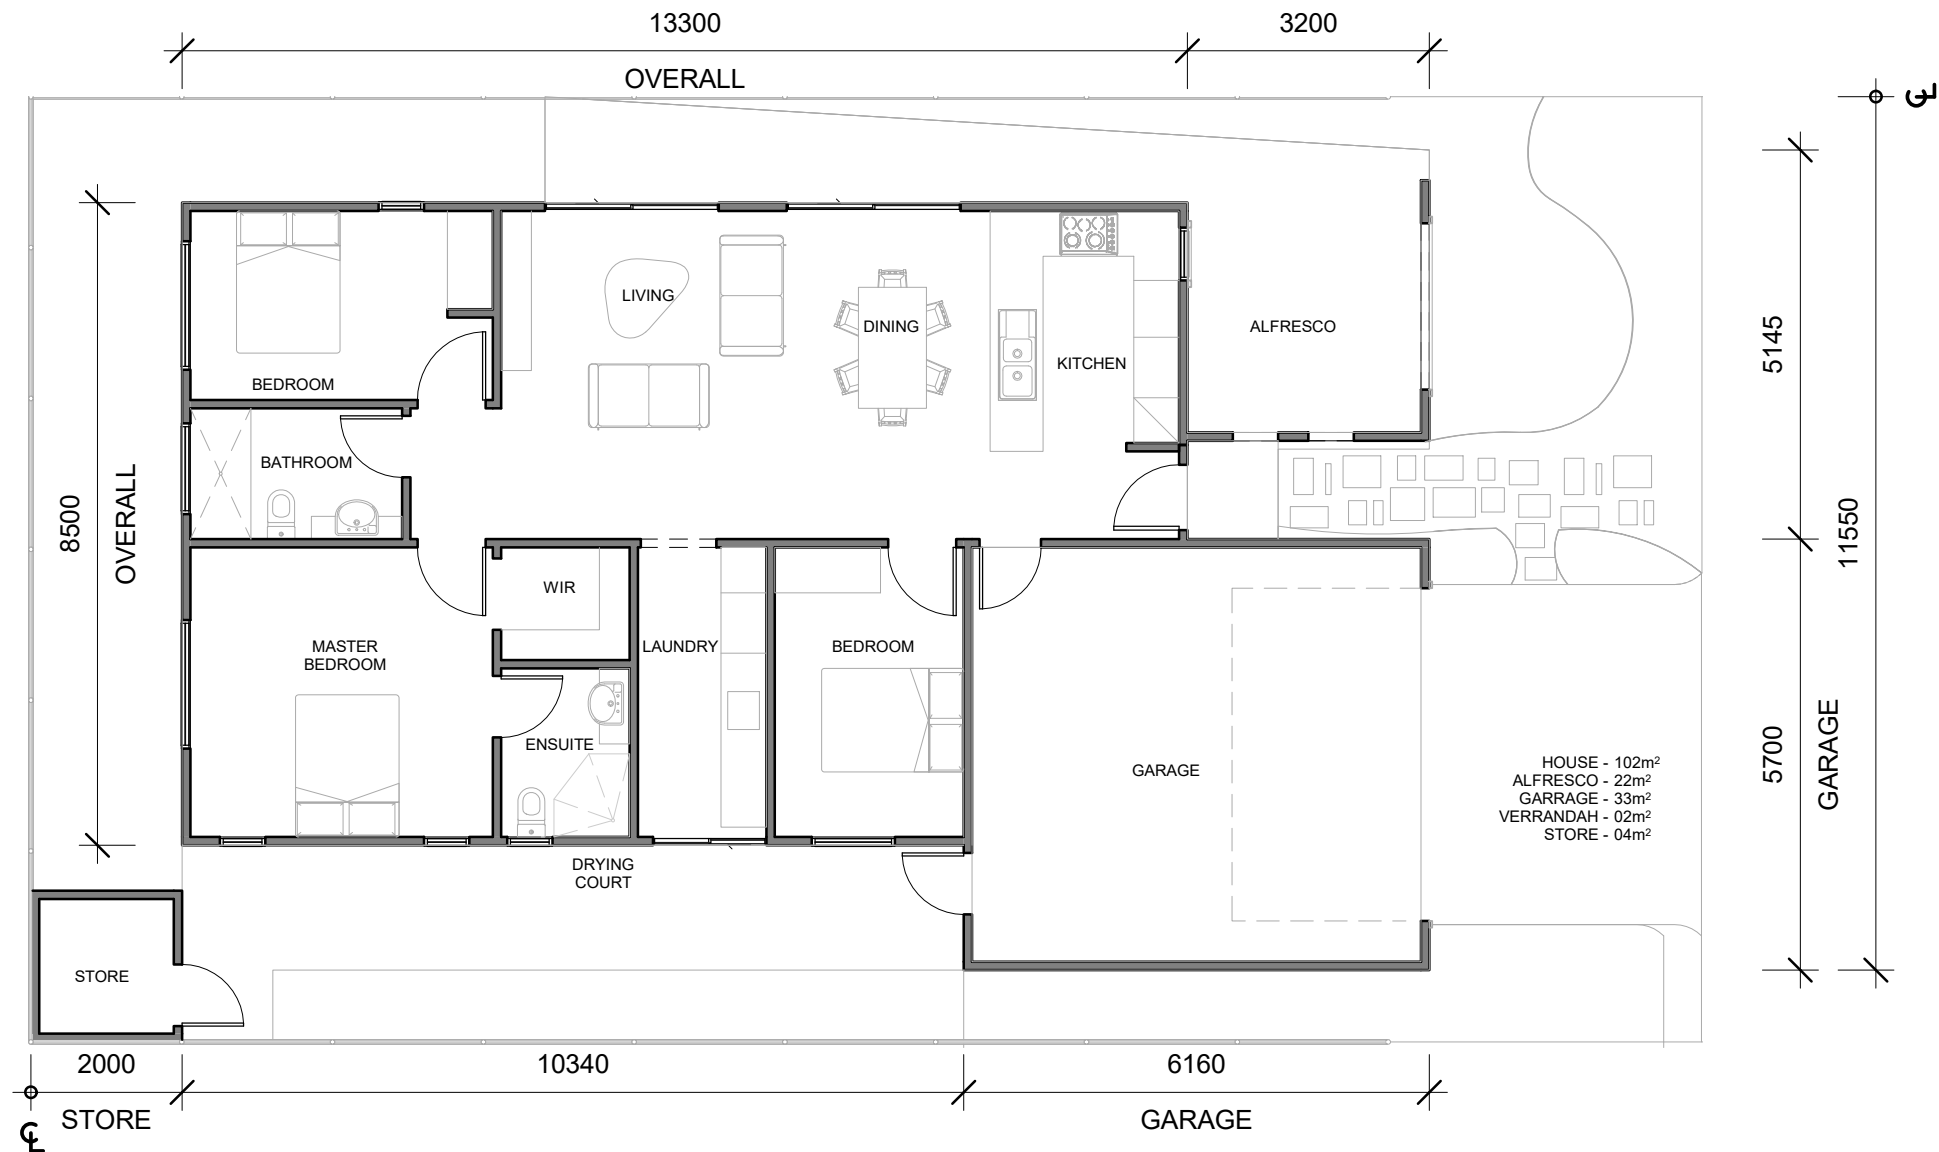 13300
3200
OVERALL
LIVING
DINING
ALFRESCO
KITCHEN
BEDROOM
BATHROOM
8500
OVERALL
5145
11550
WIR
MASTER
BEDROOM
LAUNDRY
BEDROOM
ENSUITE
GARAGE
5700
GARAGE
HOUSE - 102m²
ALFRESCO - 22m²
GARRAGE - 33m²
VERRANDAH - 02m²
STORE - 04m²
DRYING
COURT
STORE
2000
10340
6160
STORE
GARAGE